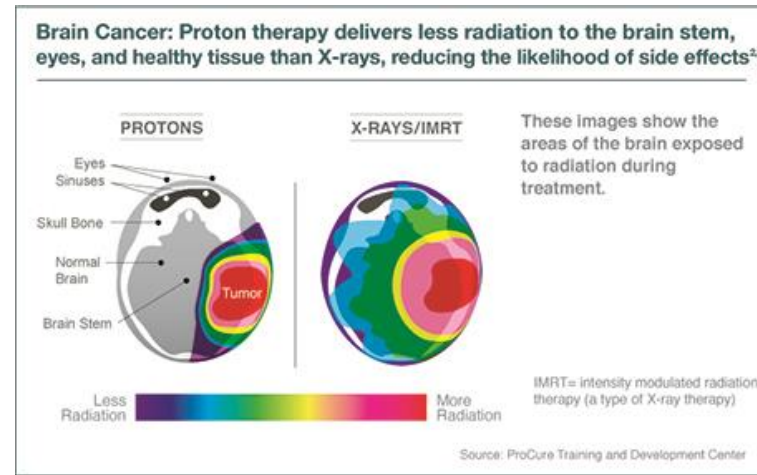 Brain Cancer: Proton therapy delivers less radiation to the brain stem,
eyes, and healthy tissue than X-rays, reducing the likelihood of side effects²
PROTONS
X-RAYS/IMRT
These images show the
areas of the brain exposed
to radiation during
treatment.
Eyes
Sinuses
Skull Bone
Normal
Brain
Brain Stem
Tumor
Less
Radiation
More
Radiation
IMRT= intensity modulated radiation
therapy (a type of X-ray therapy)
Source: ProCure Training and Development Center